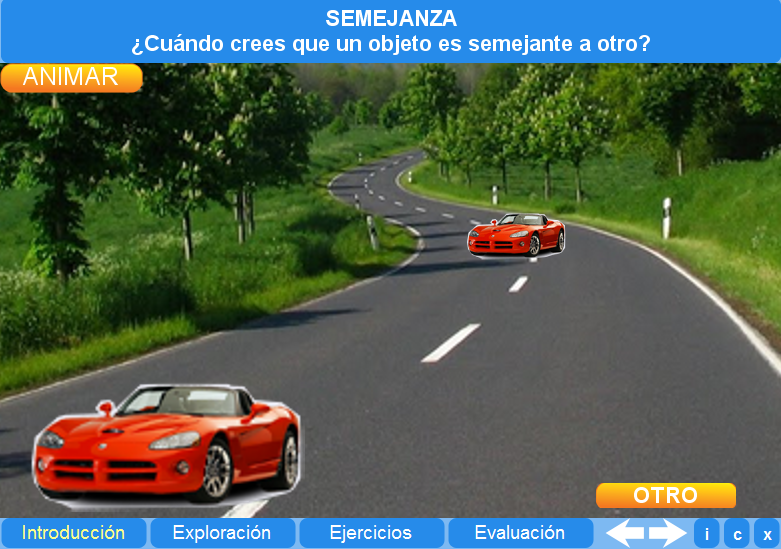 SEMEJANZA
¿Cuándo crees que un objeto es semejante a otro?
ANIMAR
OTRO
Introducción Exploración Ejercicios Evaluación i c x